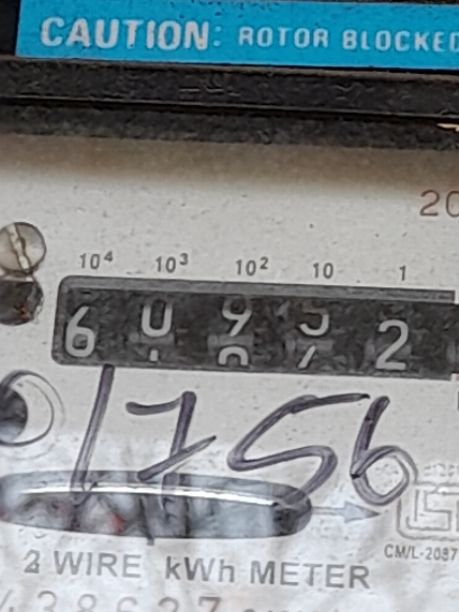 CAUTION: ROTOR BLOCKED
20
10⁴ 10³ 10² 10 1
6 0 9 3 2
1756
CM/L-2087
2 WIRE kWh METER